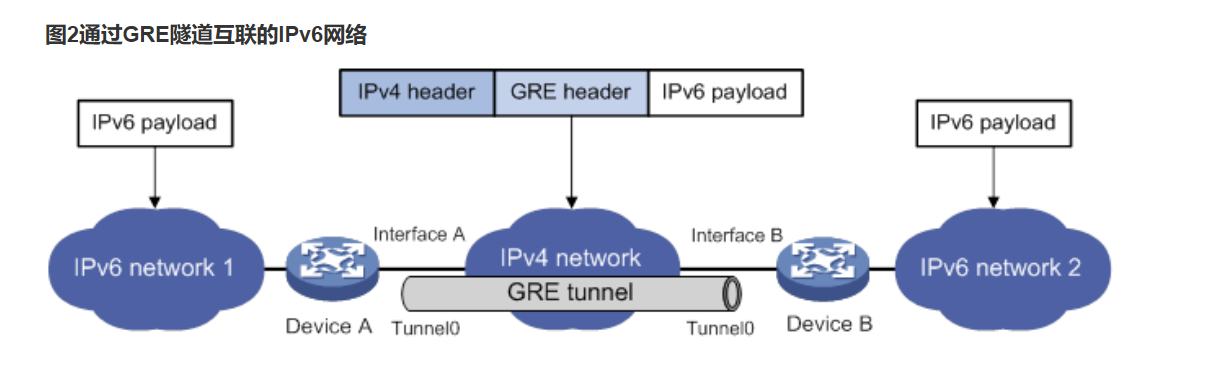 图2通过GRE隧道互联的IPv6网络
IPv4 header GRE header IPv6 payload
IPv6 payload
IPv6 payload
Interface A
Interface B
IPv6 network 1
IPv4 network
IPv6 network 2
GRE tunnel
Device A
Tunnel0
Tunnel0
Device B